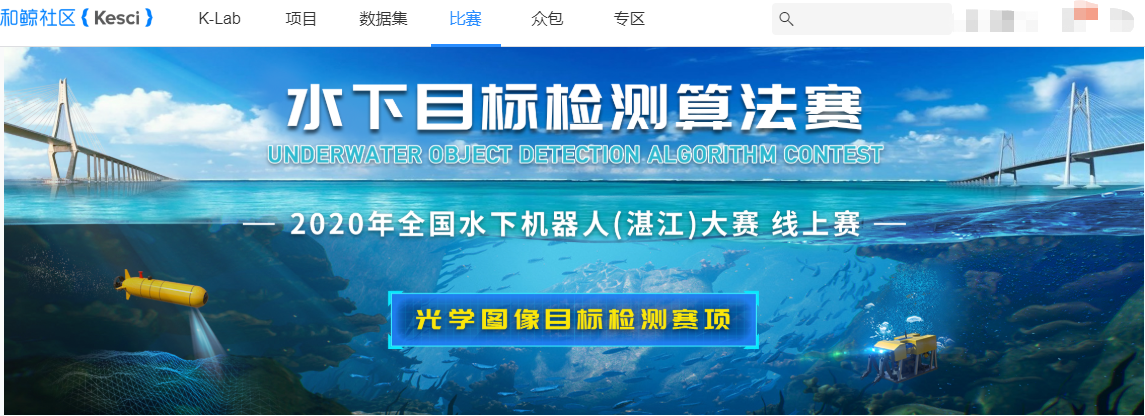 和鲸社区 Kesci K-Lab 项目 数据集 比赛 众包 专区
水下目标检测算法赛
UNDERWATER OBJECT DETECTION ALGORITHM CONTEST
2020年全国水下机器人(湛江)大赛 线上赛
光学图像目标检测赛项